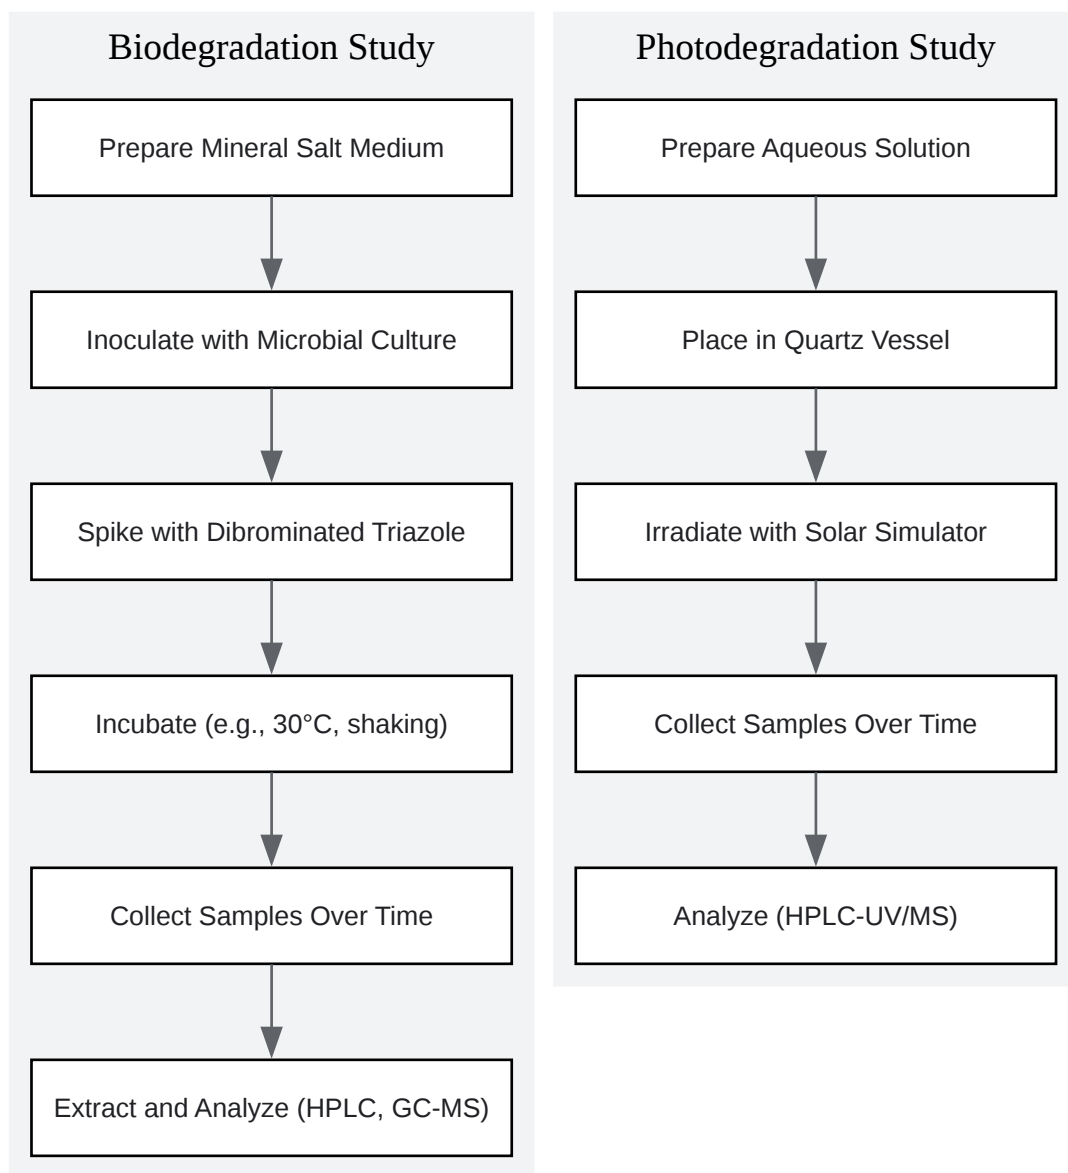 Biodegradation Study
Prepare Mineral Salt Medium
Inoculate with Microbial Culture
Spike with Dibrominated Triazole
Incubate (e.g., 30°C, shaking)
Collect Samples Over Time
Extract and Analyze (HPLC, GC-MS)
Photodegradation Study
Prepare Aqueous Solution
Place in Quartz Vessel
Irradiate with Solar Simulator
Collect Samples Over Time
Analyze (HPLC-UV/MS)